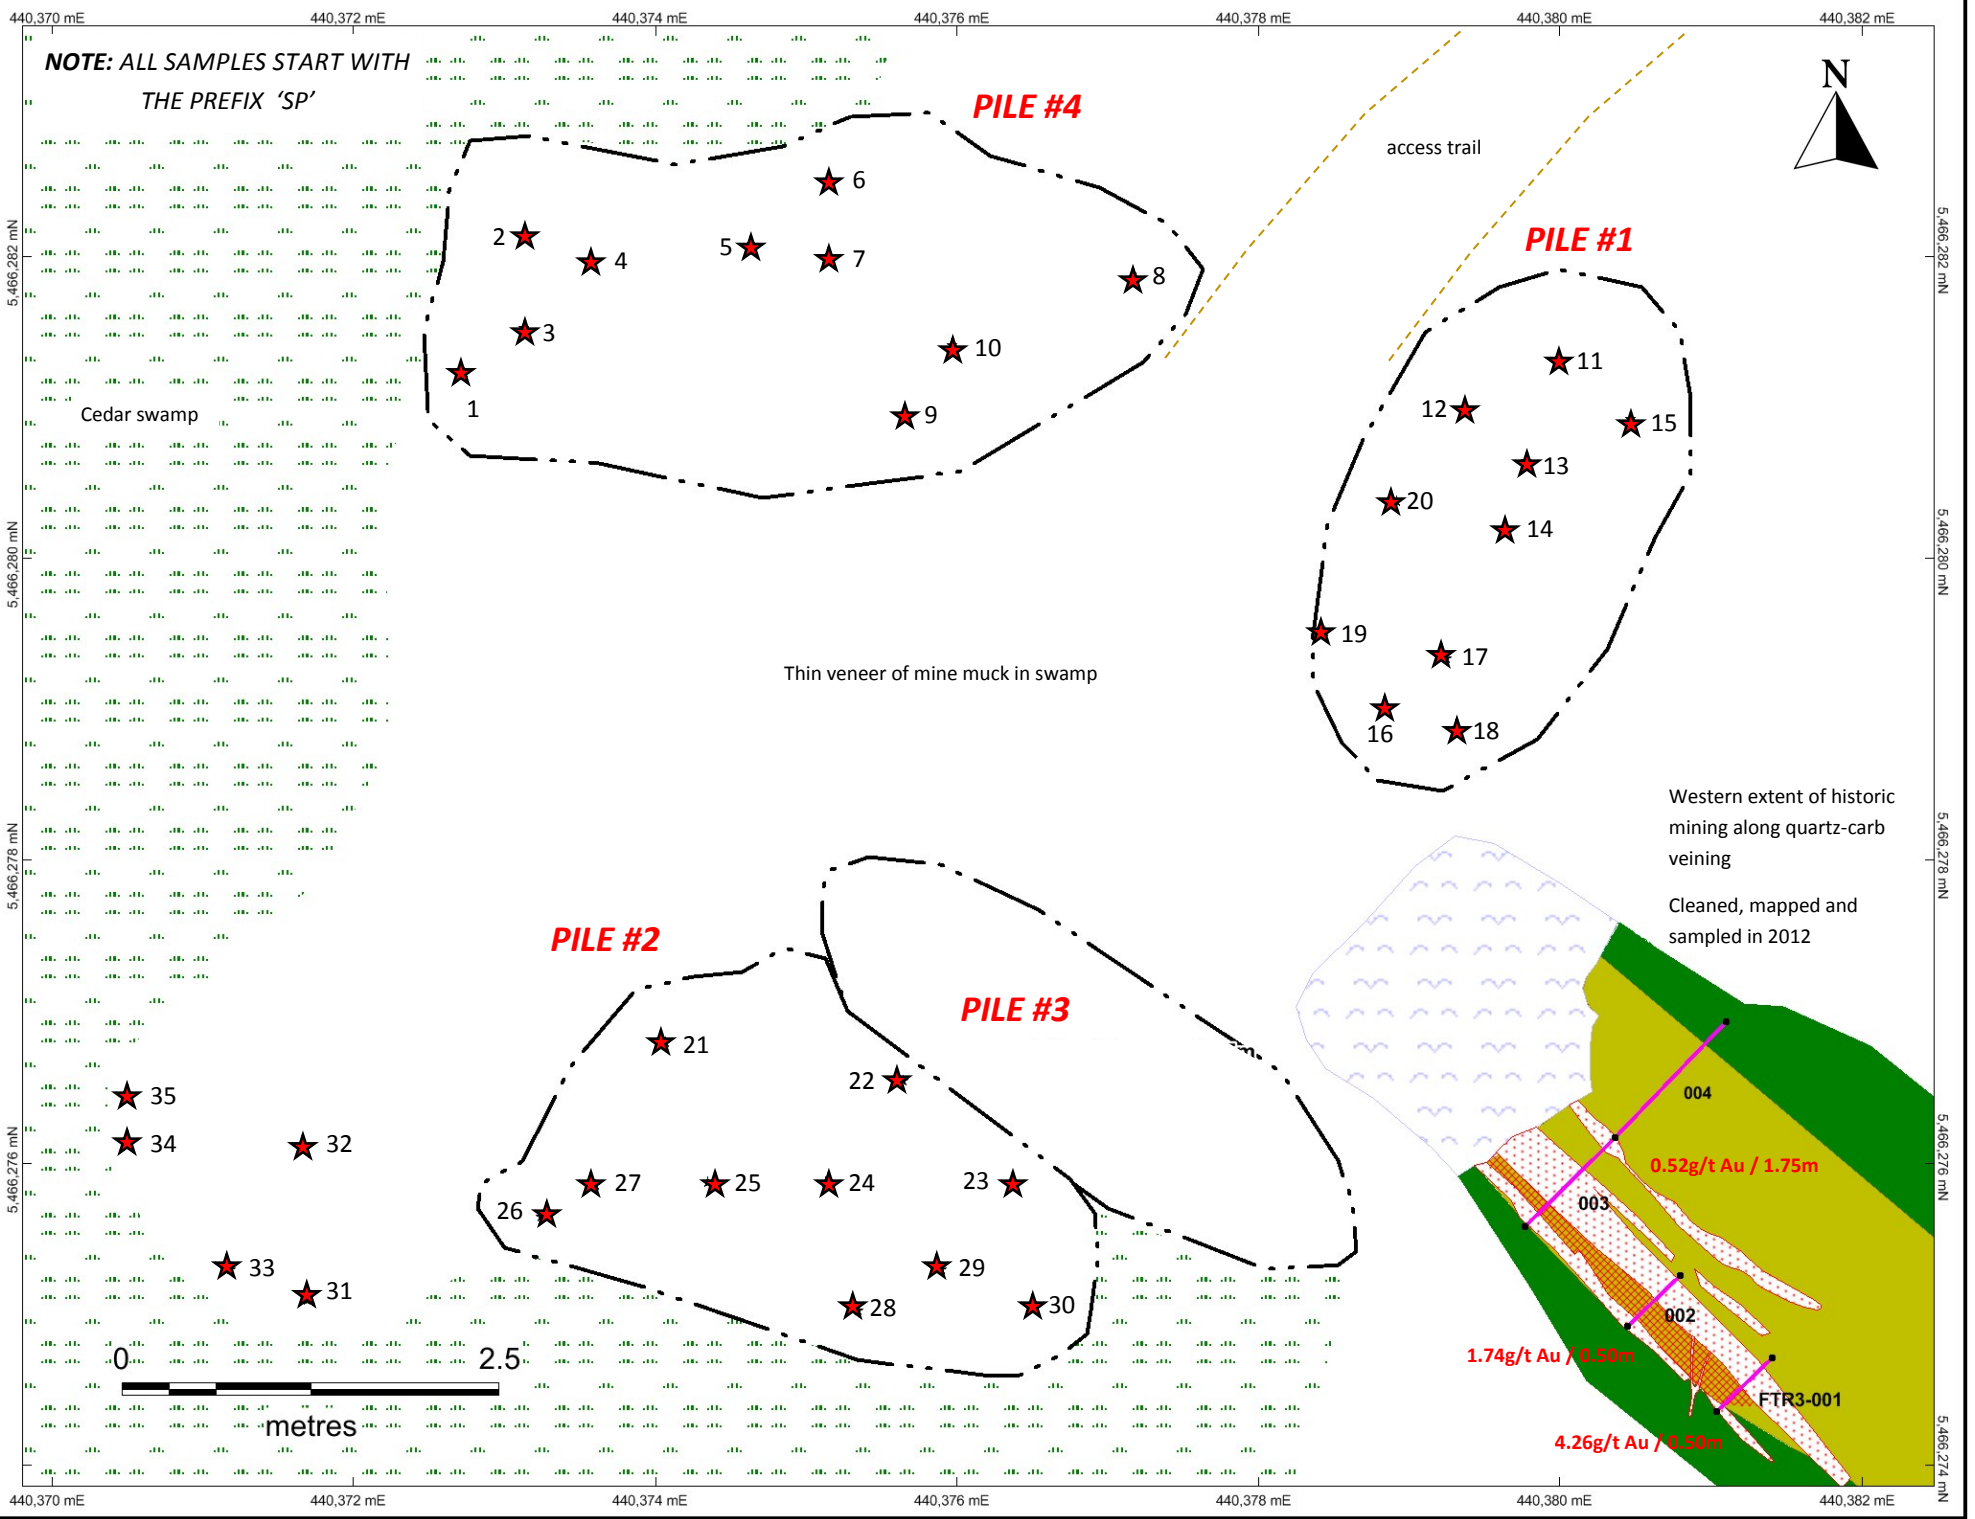 440,370 mE
440,372 mE
440,374 mE
440,376 mE
440,378 mE
440,380 mE
440,382 mE
NOTE: ALL SAMPLES START WITH
THE PREFIX ‘SP’
N
PILE #4
access trail
6
5,466,282 mN
2
4
5
7
8
PILE #1
5,466,282 mN
3
10
11
1
Cedar swamp
9
12
15
13
20
14
5,466,280 mN
5,466,280 mN
19
17
Thin veneer of mine muck in swamp
16
18
Western extent of historic
mining along quartz-carb
veining
5,466,278 mN
5,466,278 mN
Cleaned, mapped and
sampled in 2012
PILE #2
PILE #3
21
22
35
004
34
32
5,466,276 mN
5,466,276 mN
0.52g/t Au / 1.75m
27
25
24
23
26
003
33
31
29
28
30
002
0
2.5
metres
1.74g/t Au / 0.50m
FTR3-001
4.26g/t Au / 0.50m
5,466,274 mN
440,370 mE
440,372 mE
440,374 mE
440,376 mE
440,378 mE
440,380 mE
440,382 mE